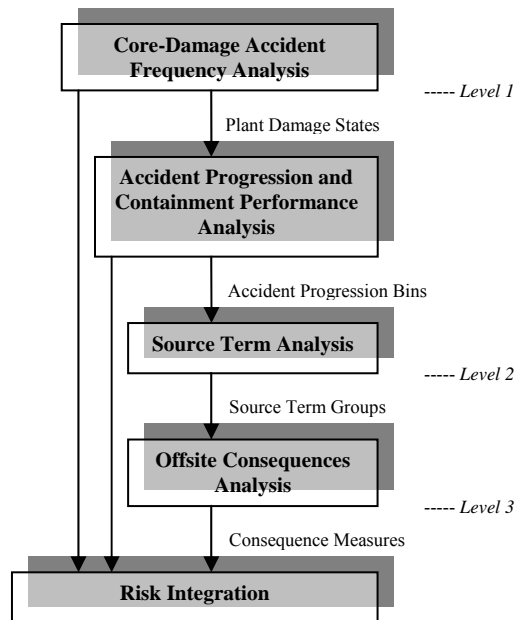 Core-Damage Accident
Frequency Analysis
----- Level 1
Plant Damage States
Accident Progression and
Containment Performance
Analysis
Accident Progression Bins
Source Term Analysis
----- Level 2
Source Term Groups
Offsite Consequences
Analysis
----- Level 3
Consequence Measures
Risk Integration